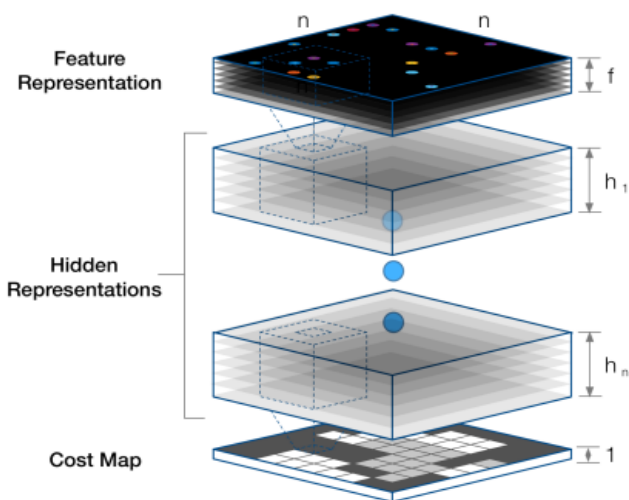 n n
Feature
Representation
f
h 1
Hidden
Representations
h n
Cost Map
1